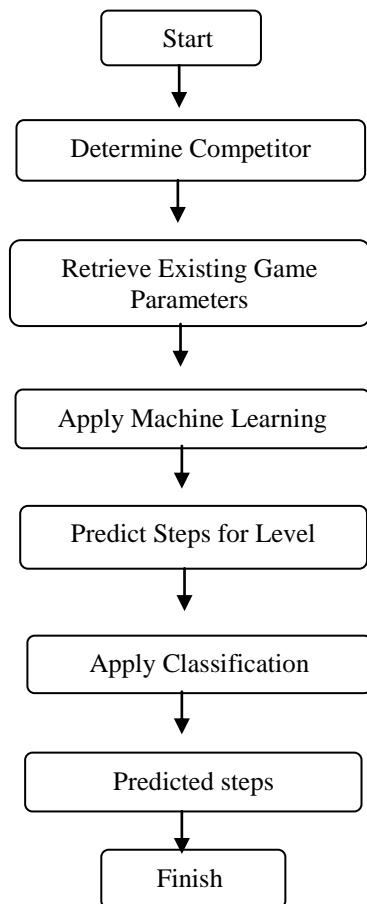 Start
Determine Competitor
Retrieve Existing Game
Parameters
Apply Machine Learning
Predict Steps for Level
Apply Classification
Predicted steps
Finish